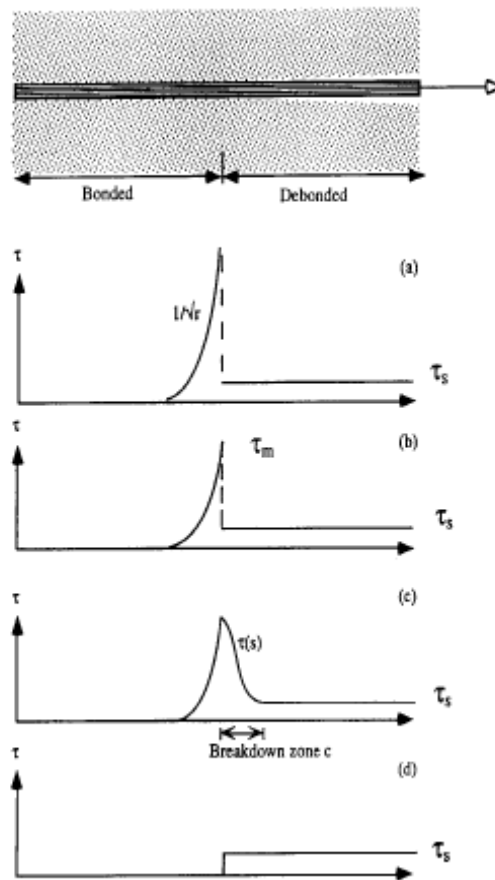 Bonded Debonded
τ (a)
1/√r
τs
τ (b)
τm
τs
τ (c)
τ(s)
τs
Breakdown zone c
τ (d)
τs